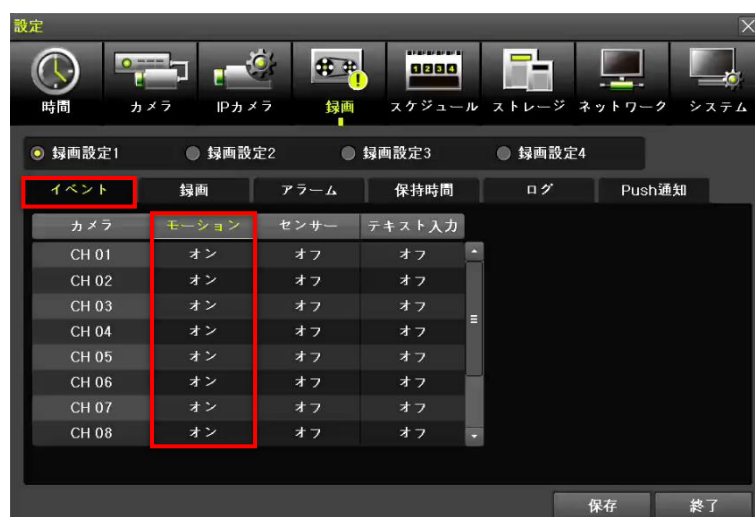 設定
時間 カメラ IPカメラ 録画 スケジュール ストレージ ネットワーク システム
録画設定1 録画設定2 録画設定3 録画設定4
イベント 録画 アラーム 保持時間 ログ Push通知
カメラ モーション センサー テキスト入力
CH 01 オン オフ オフ
CH 02 オン オフ オフ
CH 03 オン オフ オフ
CH 04 オン オフ オフ
CH 05 オン オフ オフ
CH 06 オン オフ オフ
CH 07 オン オフ オフ
CH 08 オン オフ オフ
保存 終了